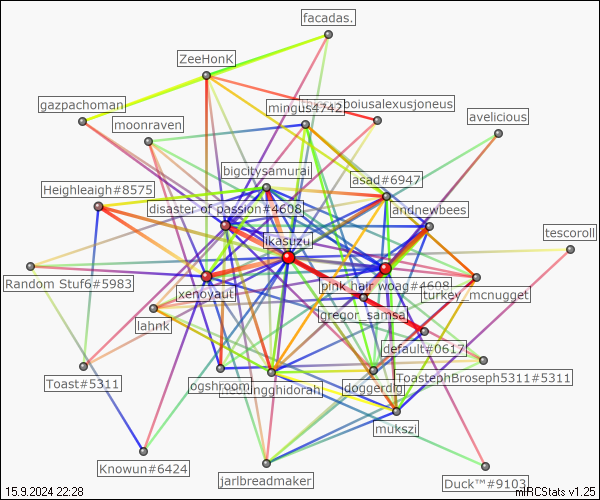 facadas.
ZeeHonK
gazpachoman
mingus4742
boiusalexusjoneus
moonraven
avelicious
bigcitysamurai
asad#6947
Heighleaigh#8575
disaster of passion#4608
andnewbees
ikasuzu
tescoroll
Random Stuf6#5983
xenoyaut
pink hair woag#4608
turkey_mcnugget
gregor_samsa
lahnk
default#0617
Toast#5311
ogshroom
doggerdig
ToastephBroseph5311#5311
mukszi
Knowun#6424
jarlbreadmaker
Duck™#9103
15.9.2024 22:28
mIRCStats v1.25